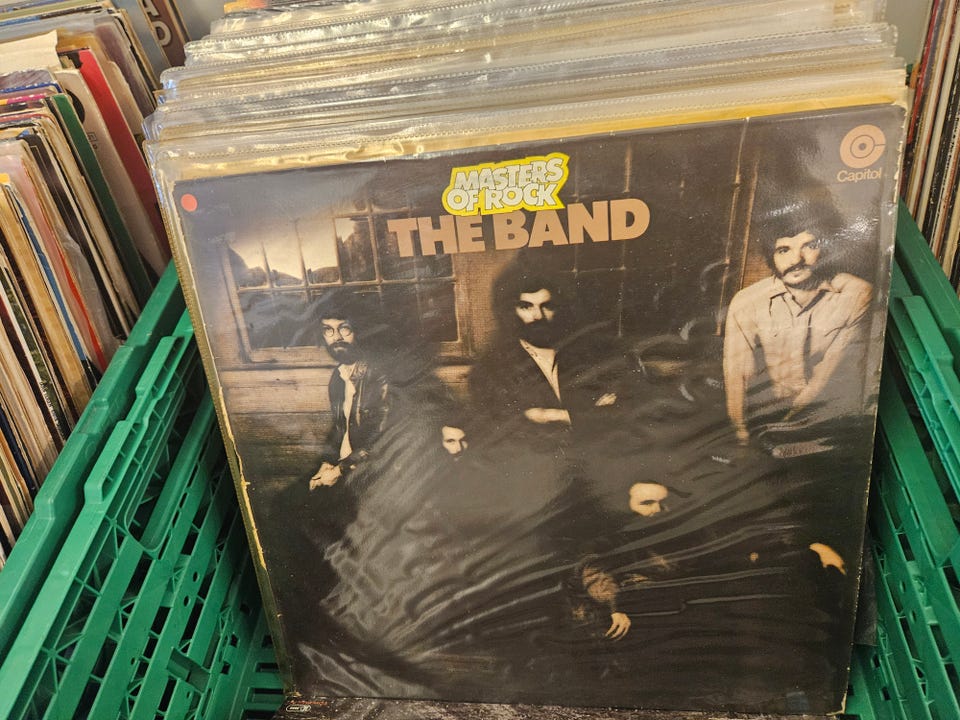 MASTERS
OF ROCK
THE BAND
Capitol